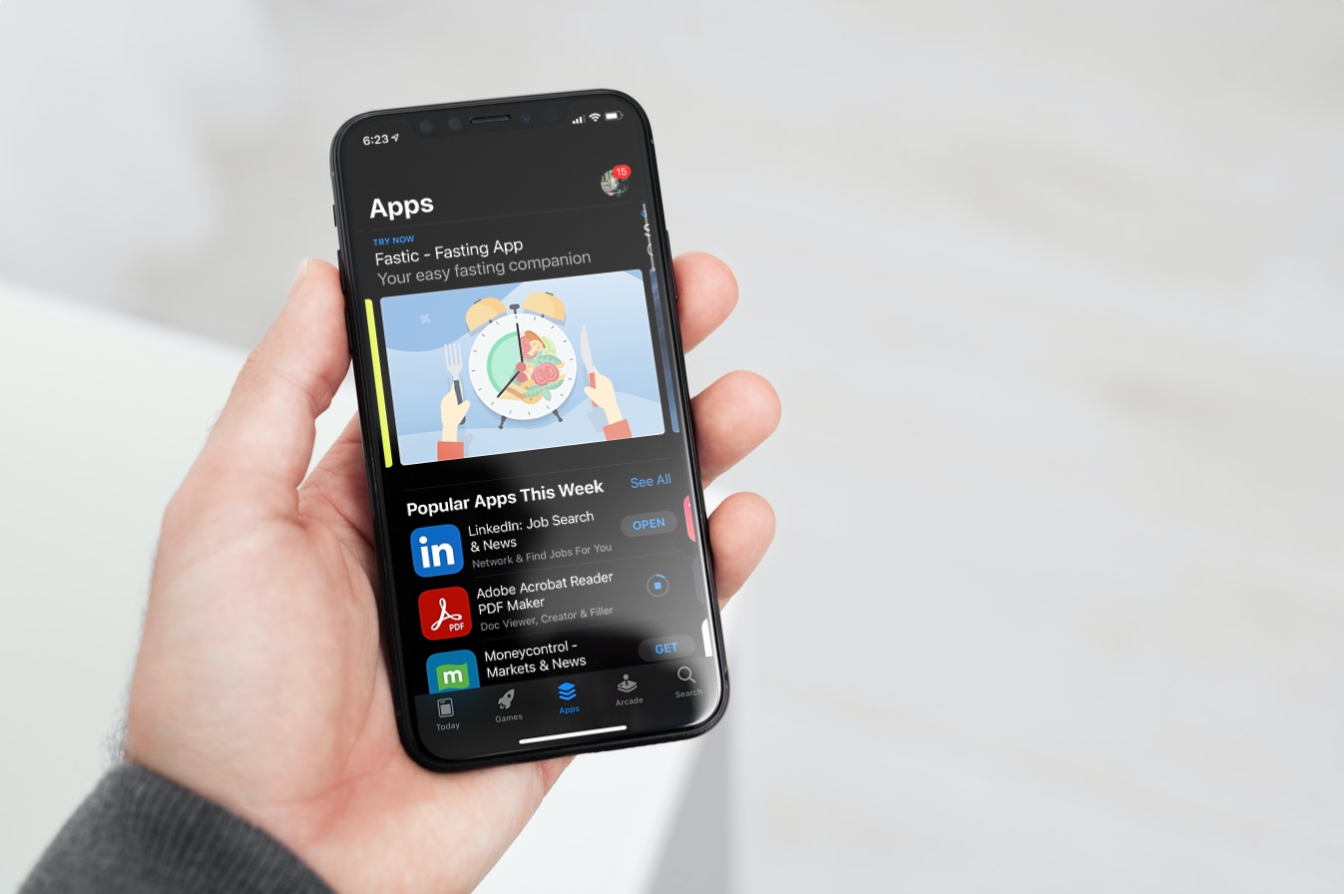 6:23
15
Apps
TRY NOW
Fastic - Fasting App
Your easy fasting companion
Popular Apps This Week
See All
in
LinkedIn: Job Search
& News
Network & Find Jobs For You
OPEN
PDF
Adobe Acrobat Reader
PDF Maker
Doc Viewer, Creator & Filler
m
Moneycontrol -
Markets & News
GET
Today
Games
Apps
Arcade
Search